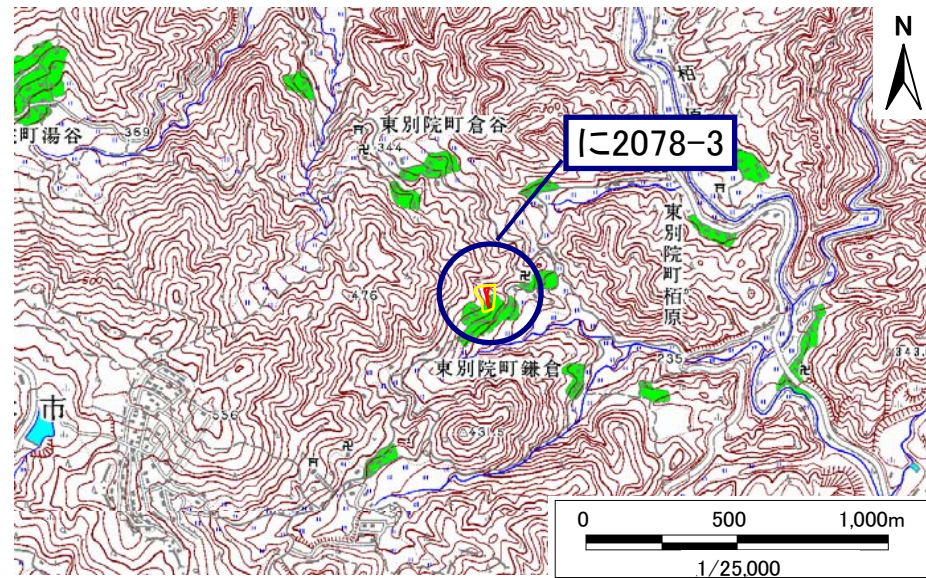 N
東別院町倉谷
344
359
町湯谷
に2078-3
東別院町栢原
476
東別院町鎌倉
235
343.
市
556
0 500 1,000m
1/25,000